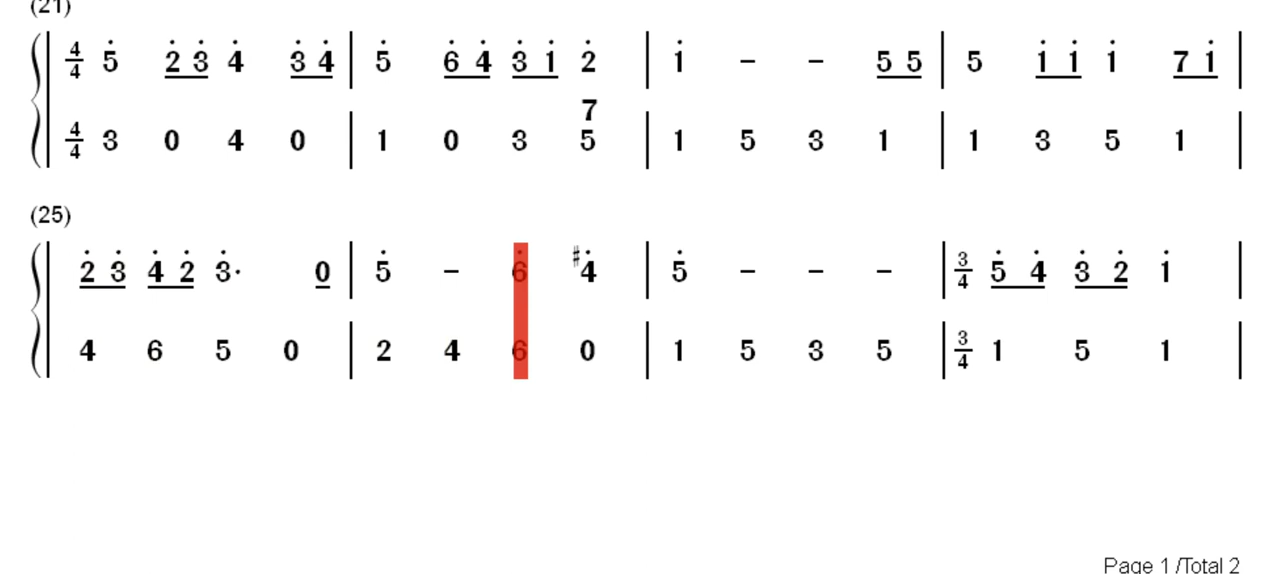 (21)
4/4 5̇ 2̇ 3̇ 4̇ 3̇ 4̇ | 5̇ 6̇ 4̇ 3̇ 1̇ 2̇ | 1̇ – – 5 5 | 5 1̇ 1̇ 1̇ 7 1̇ |
7
4/4 3 0 4 0 | 1 0 3 5 | 1 5 3 1 | 1 3 5 1 |
(25)
2̇ 3̇ 4̇ 2̇ 3̇· 0 | 5̇ – 6̇ ♯4̇ | 5̇ – – – | 3/4 5̇ 4̇ 3̇ 2̇ 1̇ |
4 6 5 0 | 2 4 6 0 | 1 5 3 5 | 3/4 1 5 1 |
Page 1 /Total 2